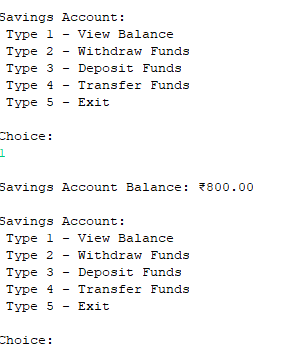 Savings Account:
Type 1 - View Balance
Type 2 - Withdraw Funds
Type 3 - Deposit Funds
Type 4 - Transfer Funds
Type 5 - Exit
Choice:
1
Savings Account Balance: ₹800.00
Savings Account:
Type 1 - View Balance
Type 2 - Withdraw Funds
Type 3 - Deposit Funds
Type 4 - Transfer Funds
Type 5 - Exit
Choice: